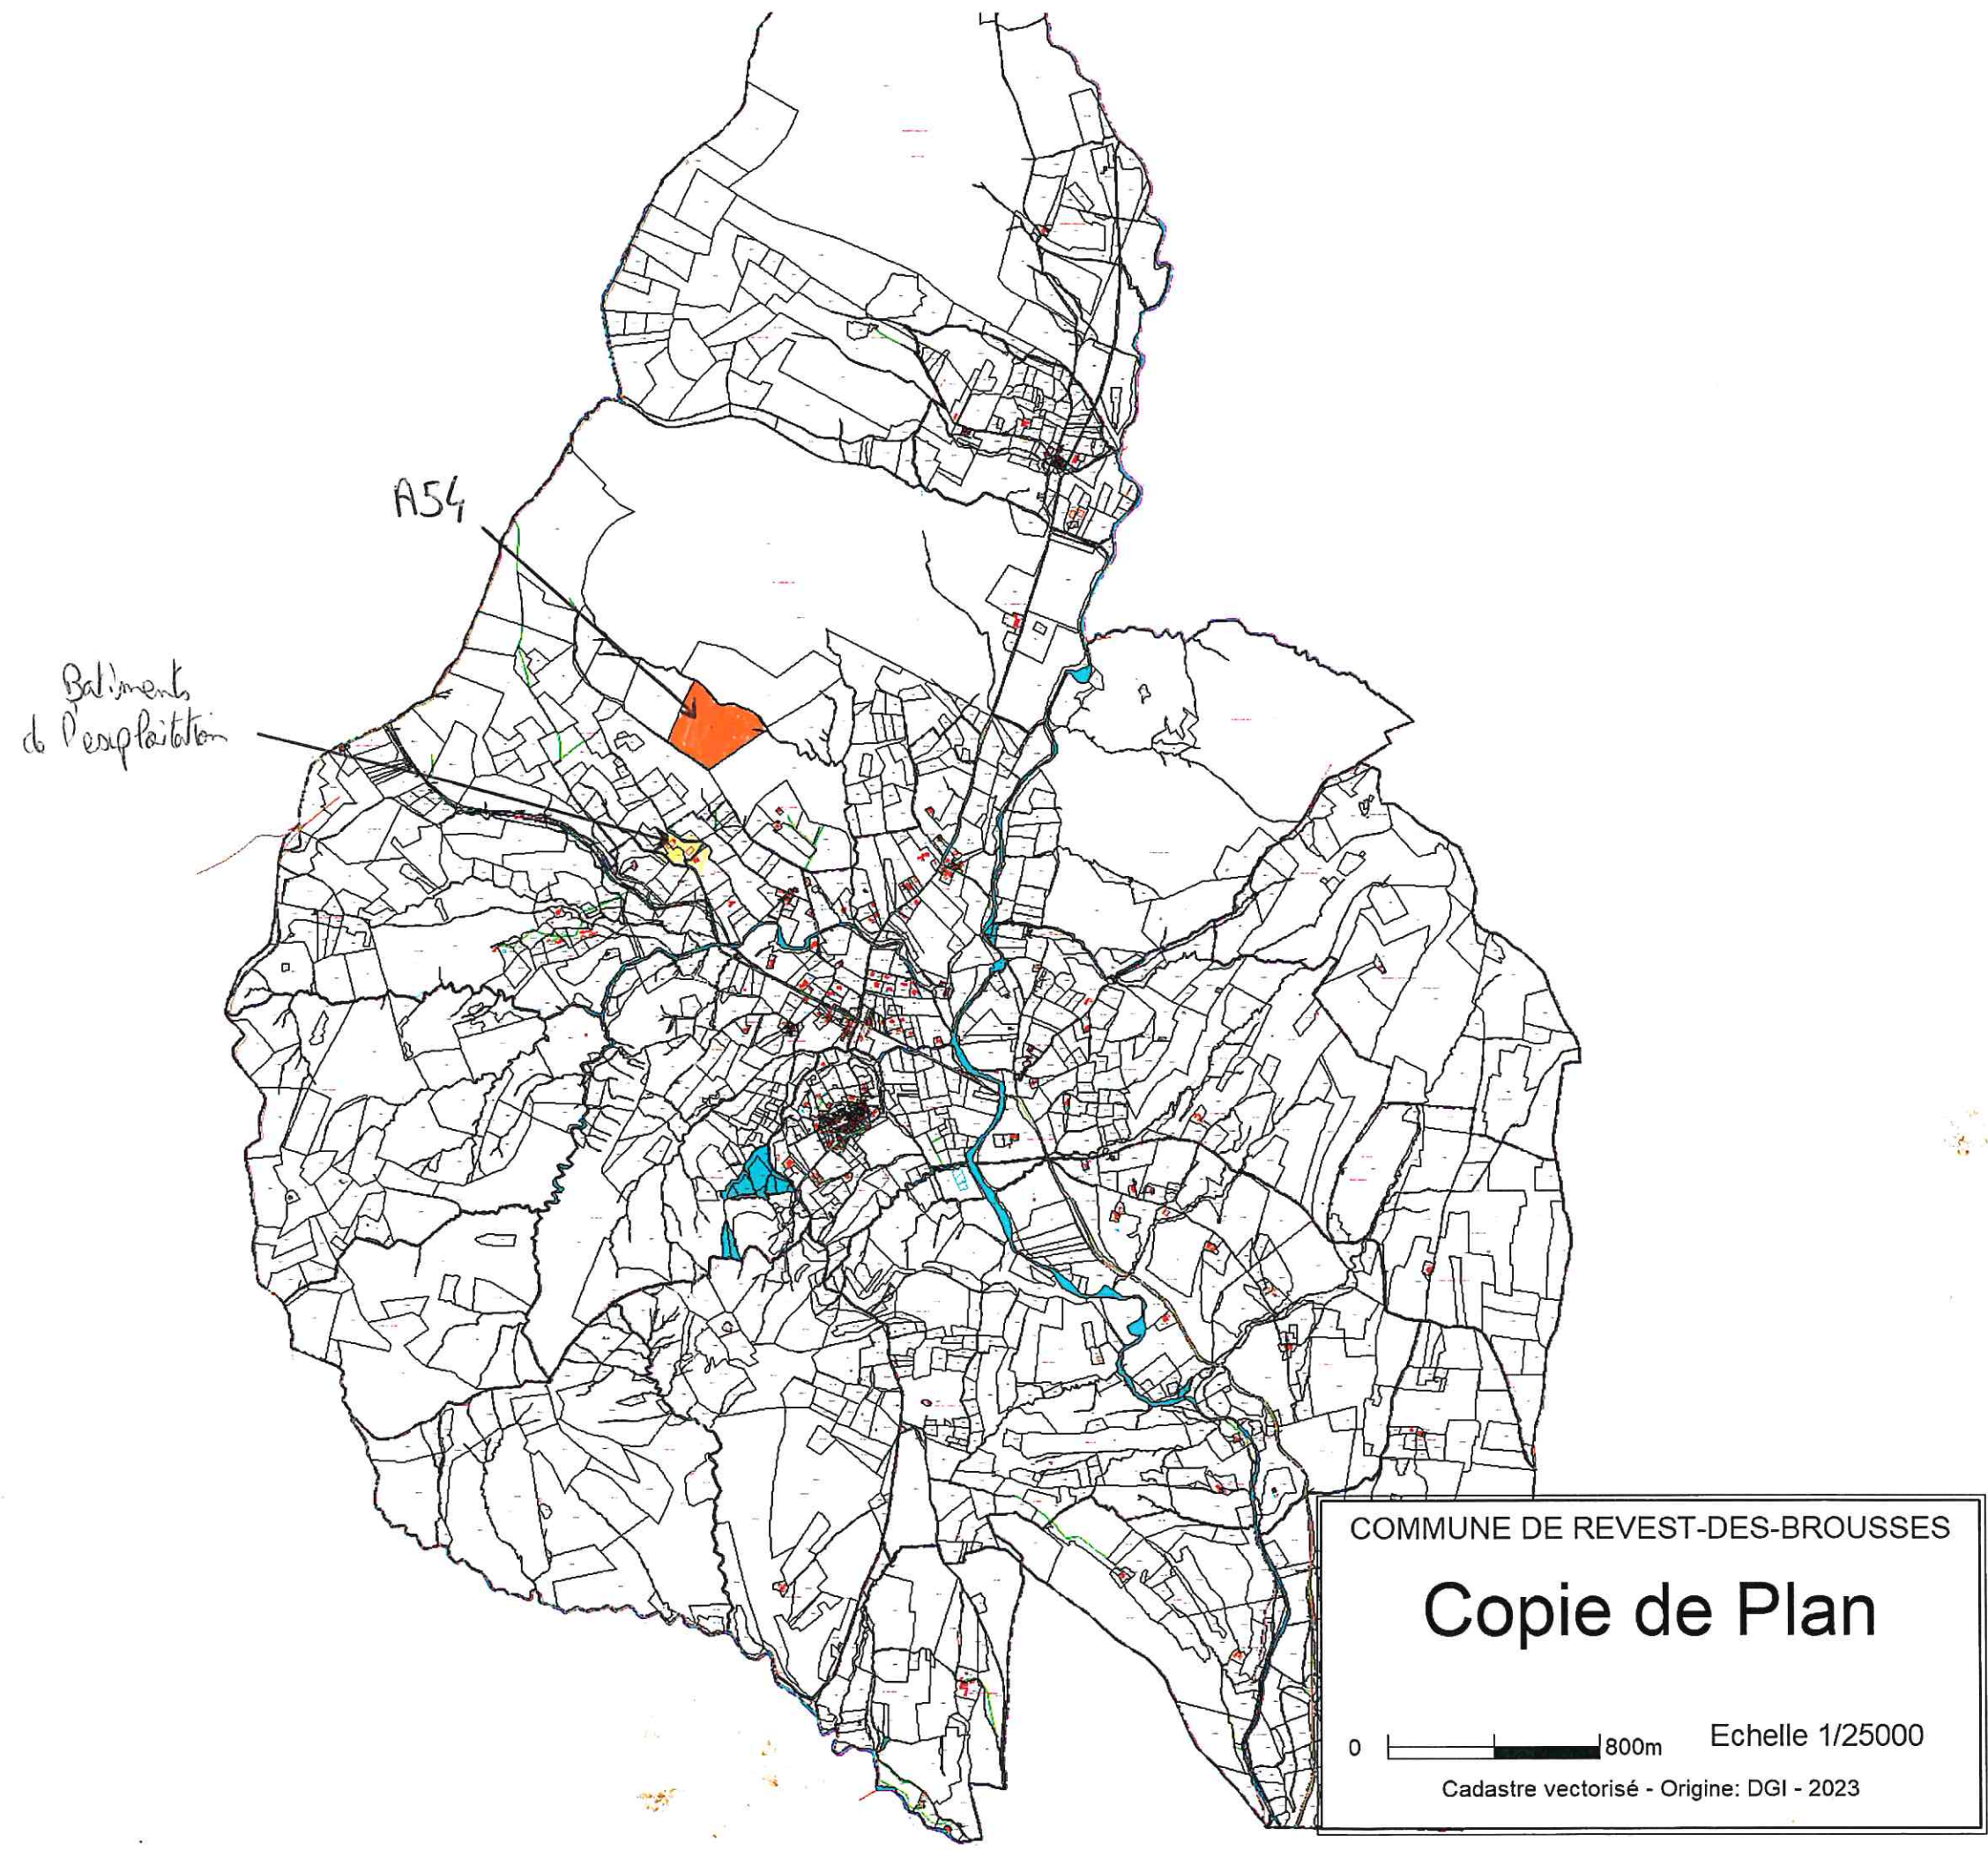 A54
Batiments
de l'exploitation
COMMUNE DE REVEST-DES-BROUSSES
Copie de Plan
0 800m Echelle 1/25000
Cadastre vectorisé - Origine: DGI - 2023